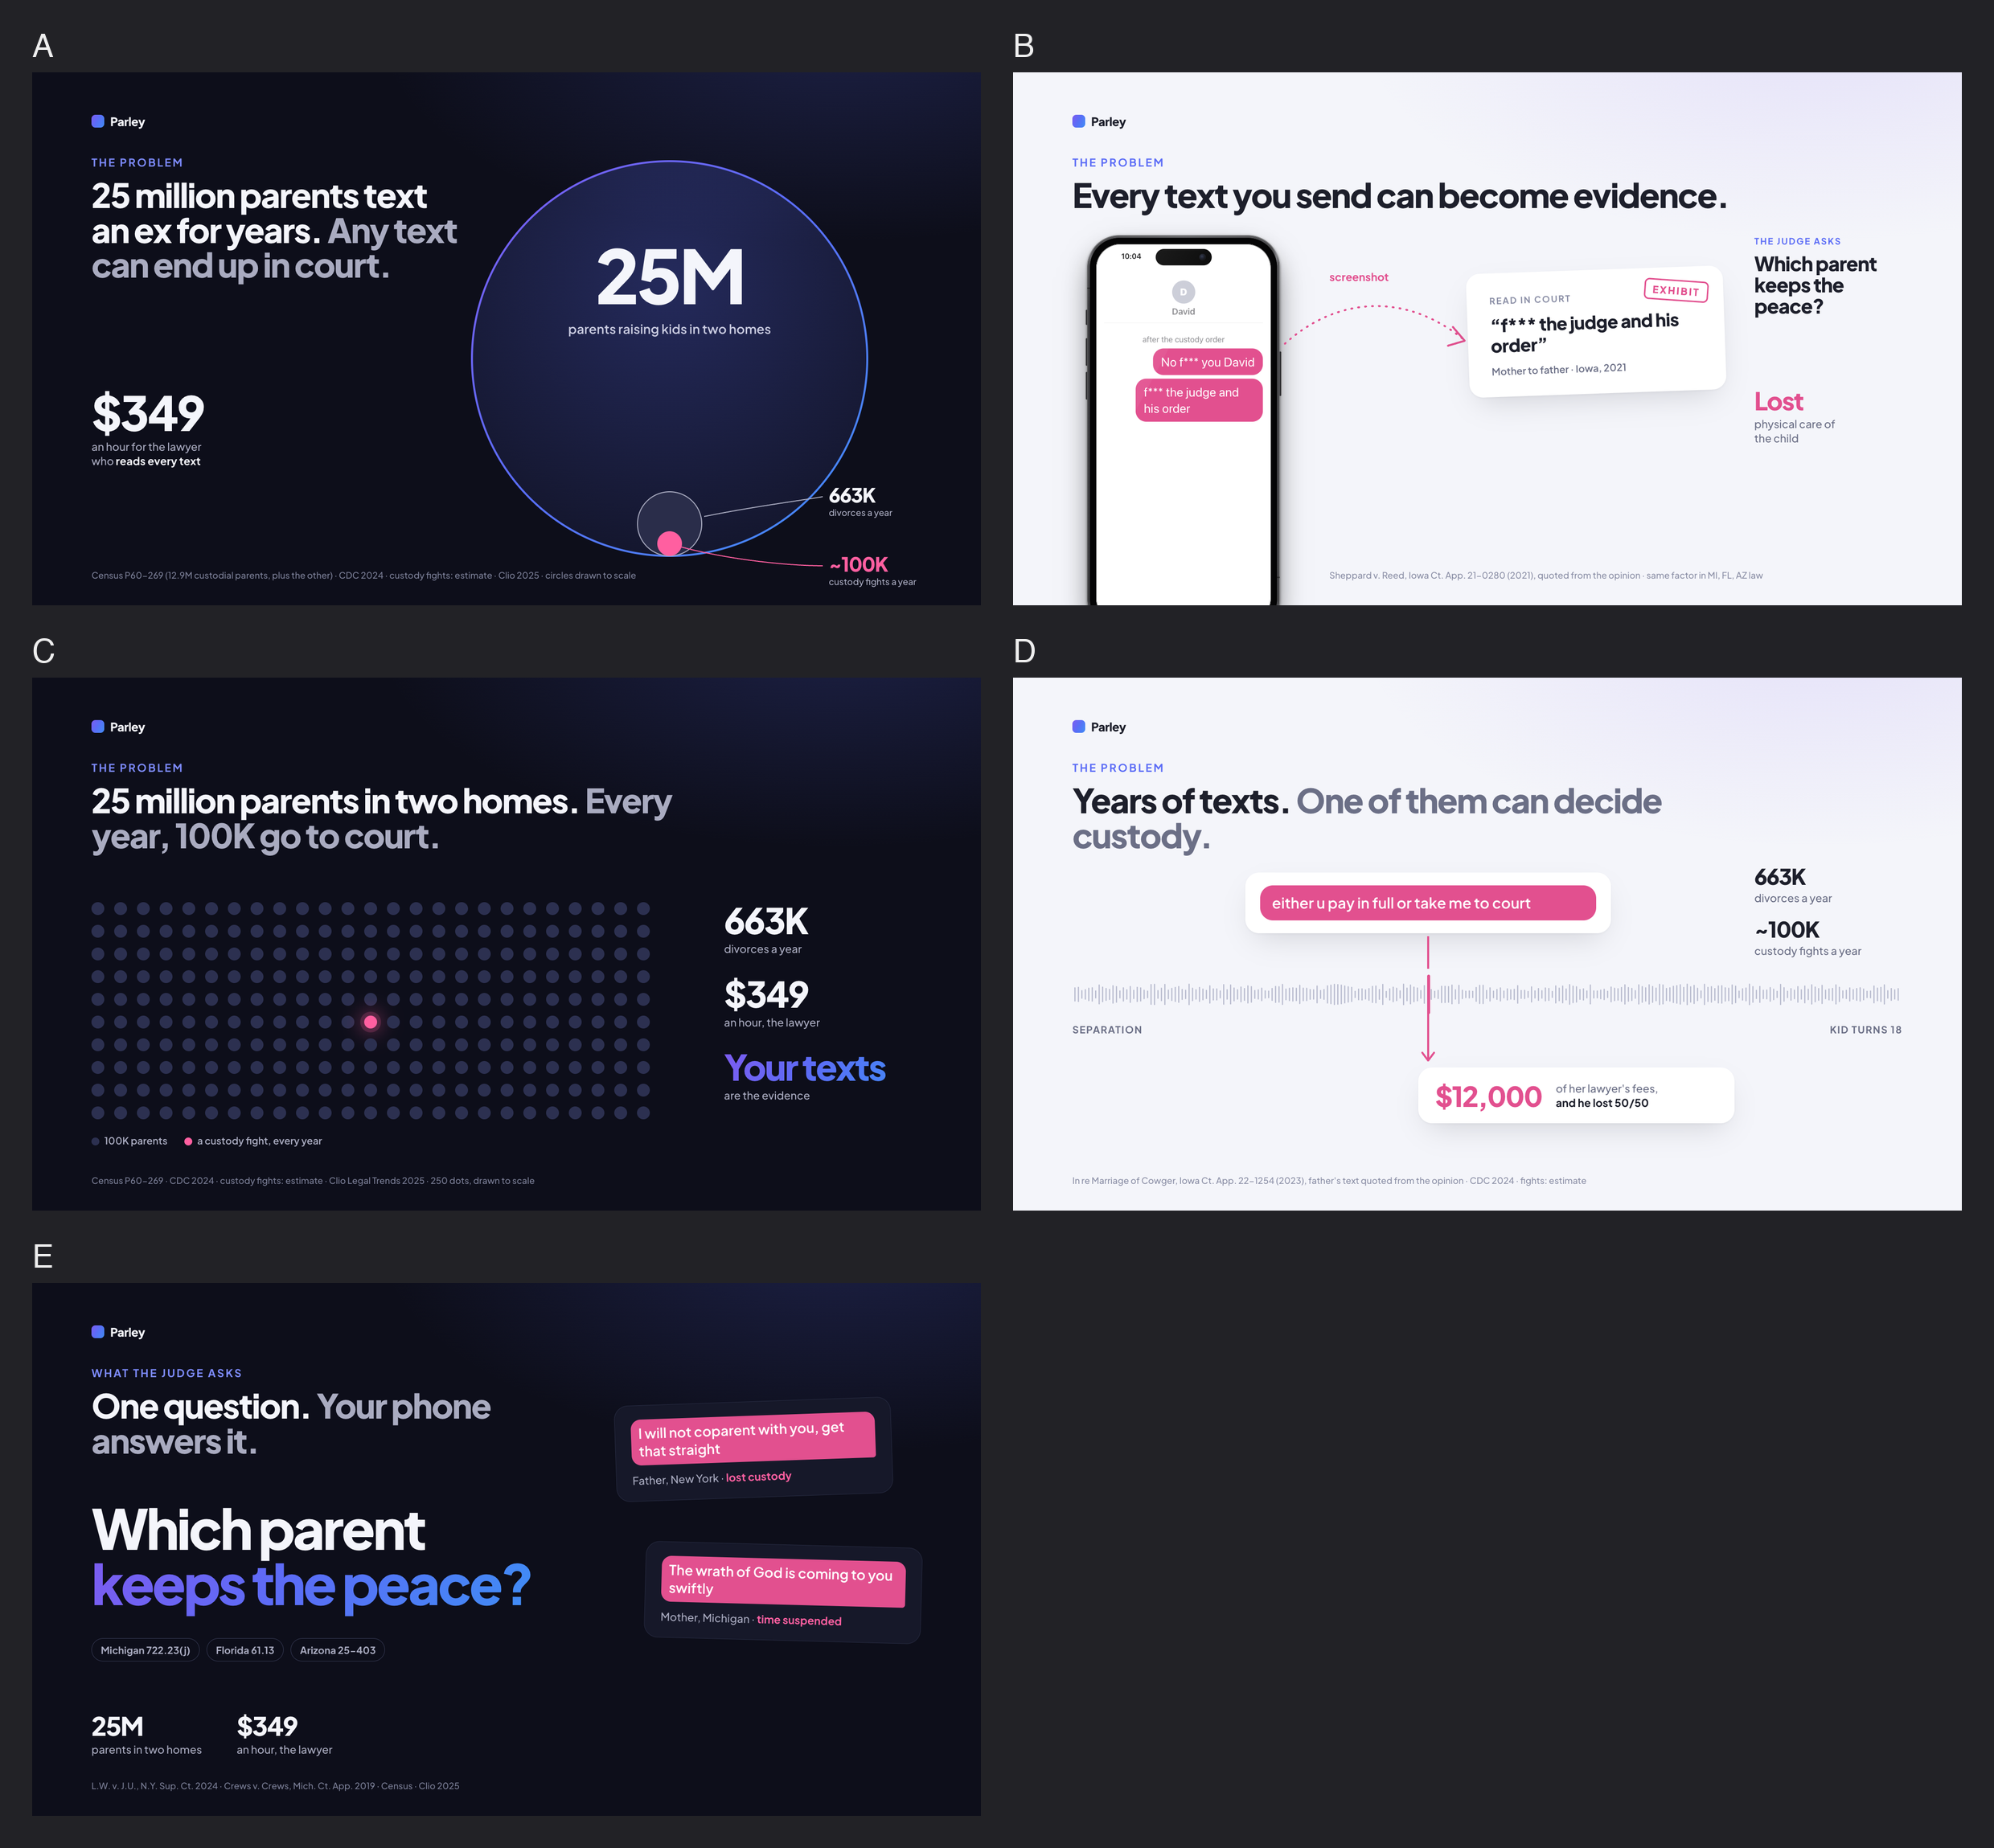 A
Parley
THE PROBLEM
25 million parents text
an ex for years. Any text
can end up in court.
25M
parents raising kids in two homes
$349
an hour for the lawyer
who reads every text
663K
divorces a year
~100K
custody fights a year
Census P60-269 (12.9M custodial parents, plus the other) · CDC 2024 · custody fights: estimate · Clio 2025 · circles drawn to scale
B
Parley
THE PROBLEM
Every text you send can become evidence.
10:04
D
David
after the custody order
No f*** you David
f*** the judge and
his order
screenshot
EXHIBIT
READ IN COURT
“f*** the judge and his
order”
Mother to father · Iowa, 2021
THE JUDGE ASKS
Which parent
keeps the
peace?
Lost
physical care of
the child
Sheppard v. Reed, Iowa Ct. App. 21-0280 (2021), quoted from the opinion · same factor in MI, FL, AZ law
C
Parley
THE PROBLEM
25 million parents in two homes. Every
year, 100K go to court.
663K
divorces a year
$349
an hour, the lawyer
Your texts
are the evidence
100K parents
a custody fight, every year
Census P60-269 · CDC 2024 · custody fights: estimate · Clio Legal Trends 2025 · 250 dots, drawn to scale
D
Parley
THE PROBLEM
Years of texts. One of them can decide
custody.
either u pay in full or take me to court
663K
divorces a year
~100K
custody fights a year
SEPARATION
KID TURNS 18
$12,000
of her lawyer's fees,
and he lost 50/50
In re Marriage of Cowger, Iowa Ct. App. 22-1254 (2023), father's text quoted from the opinion · CDC 2024 · fights: estimate
E
Parley
WHAT THE JUDGE ASKS
One question. Your phone
answers it.
Which parent
keeps the peace?
Michigan 722.23(j)
Florida 61.13
Arizona 25-403
I will not coparent with you, get
that straight
Father, New York · lost custody
The wrath of God is coming to you
swiftly
Mother, Michigan · time suspended
25M
parents in two homes
$349
an hour, the lawyer
L.W. v. J.U., N.Y. Sup. Ct. 2024 · Crews v. Crews, Mich. Ct. App. 2019 · Census · Clio 2025